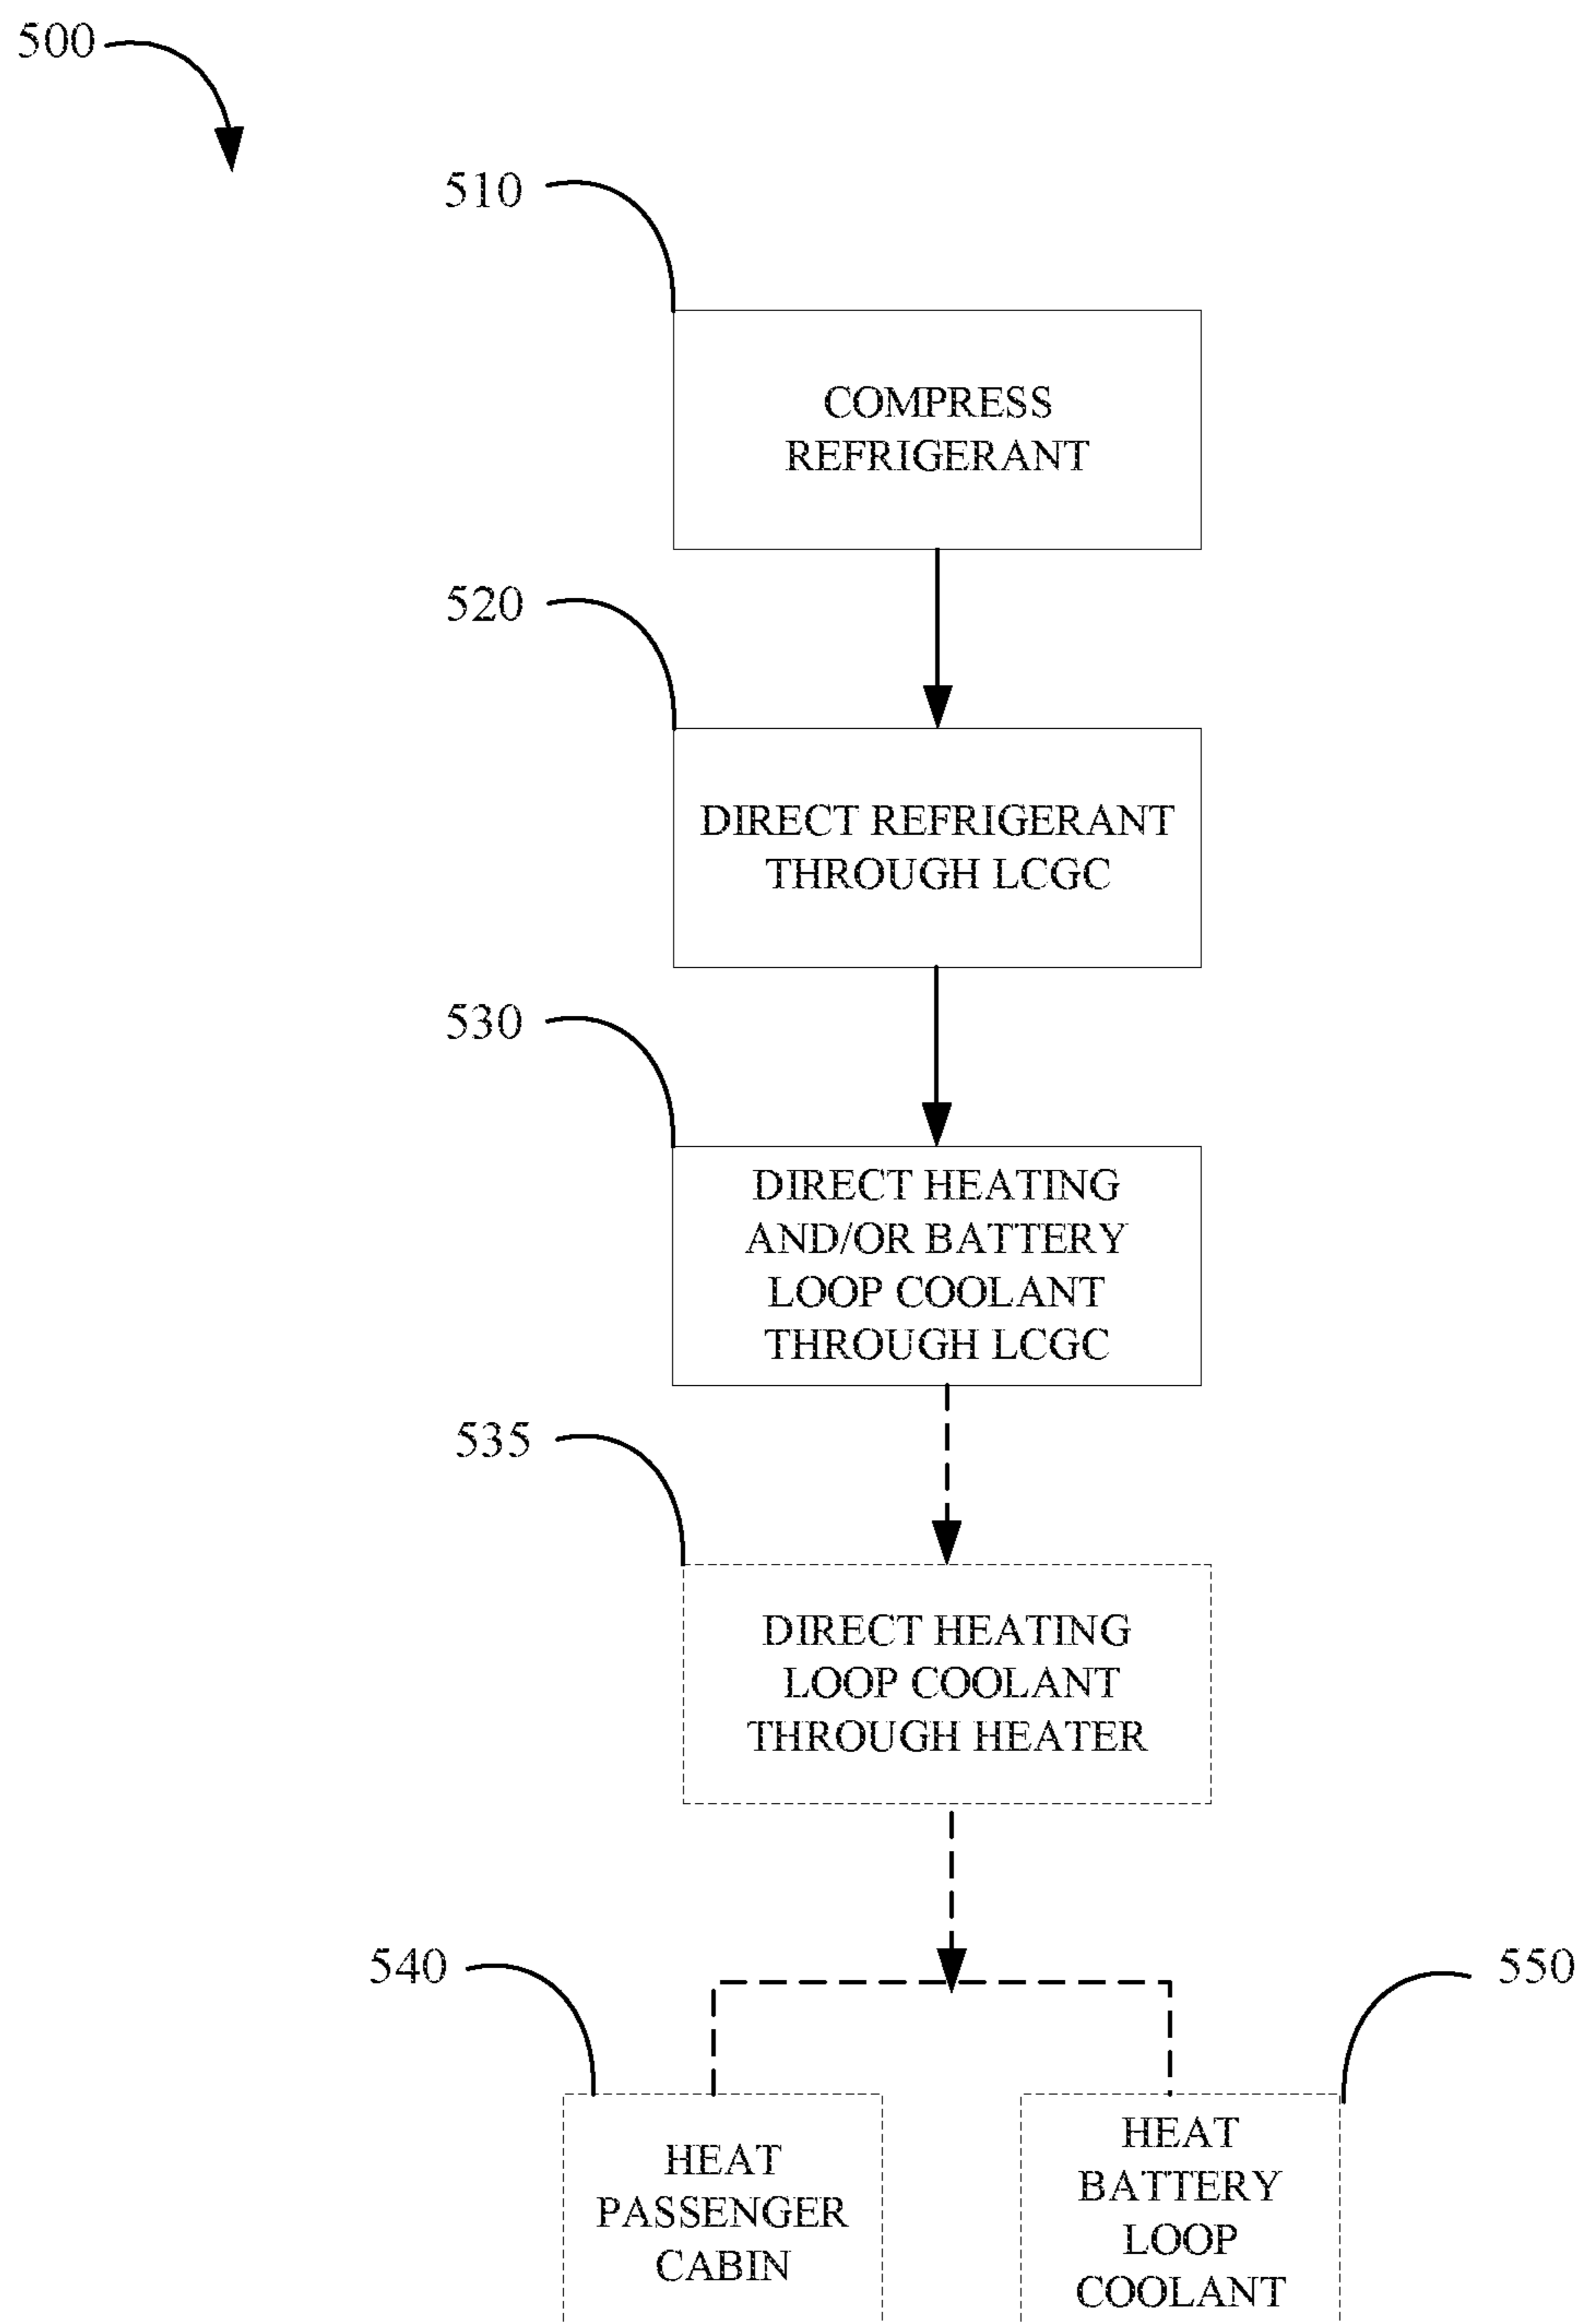 500
510
COMPRESS
REFRIGERANT
520
DIRECT REFRIGERANT
THROUGH LCGC
530
DIRECT HEATING
AND/OR BATTERY
LOOP COOLANT
THROUGH LCGC
535
DIRECT HEATING
LOOP COOLANT
THROUGH HEATER
540
550
HEAT
PASSENGER
CABIN
HEAT
BATTERY
LOOP
COOLANT